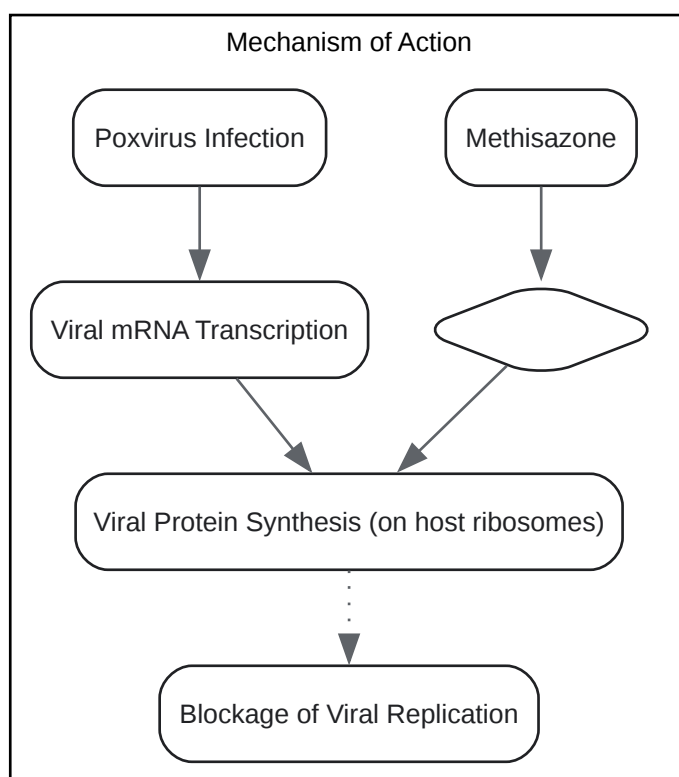 Mechanism of Action
Poxvirus Infection
Methisazone
Viral mRNA Transcription
Viral Protein Synthesis (on host ribosomes)
Blockage of Viral Replication